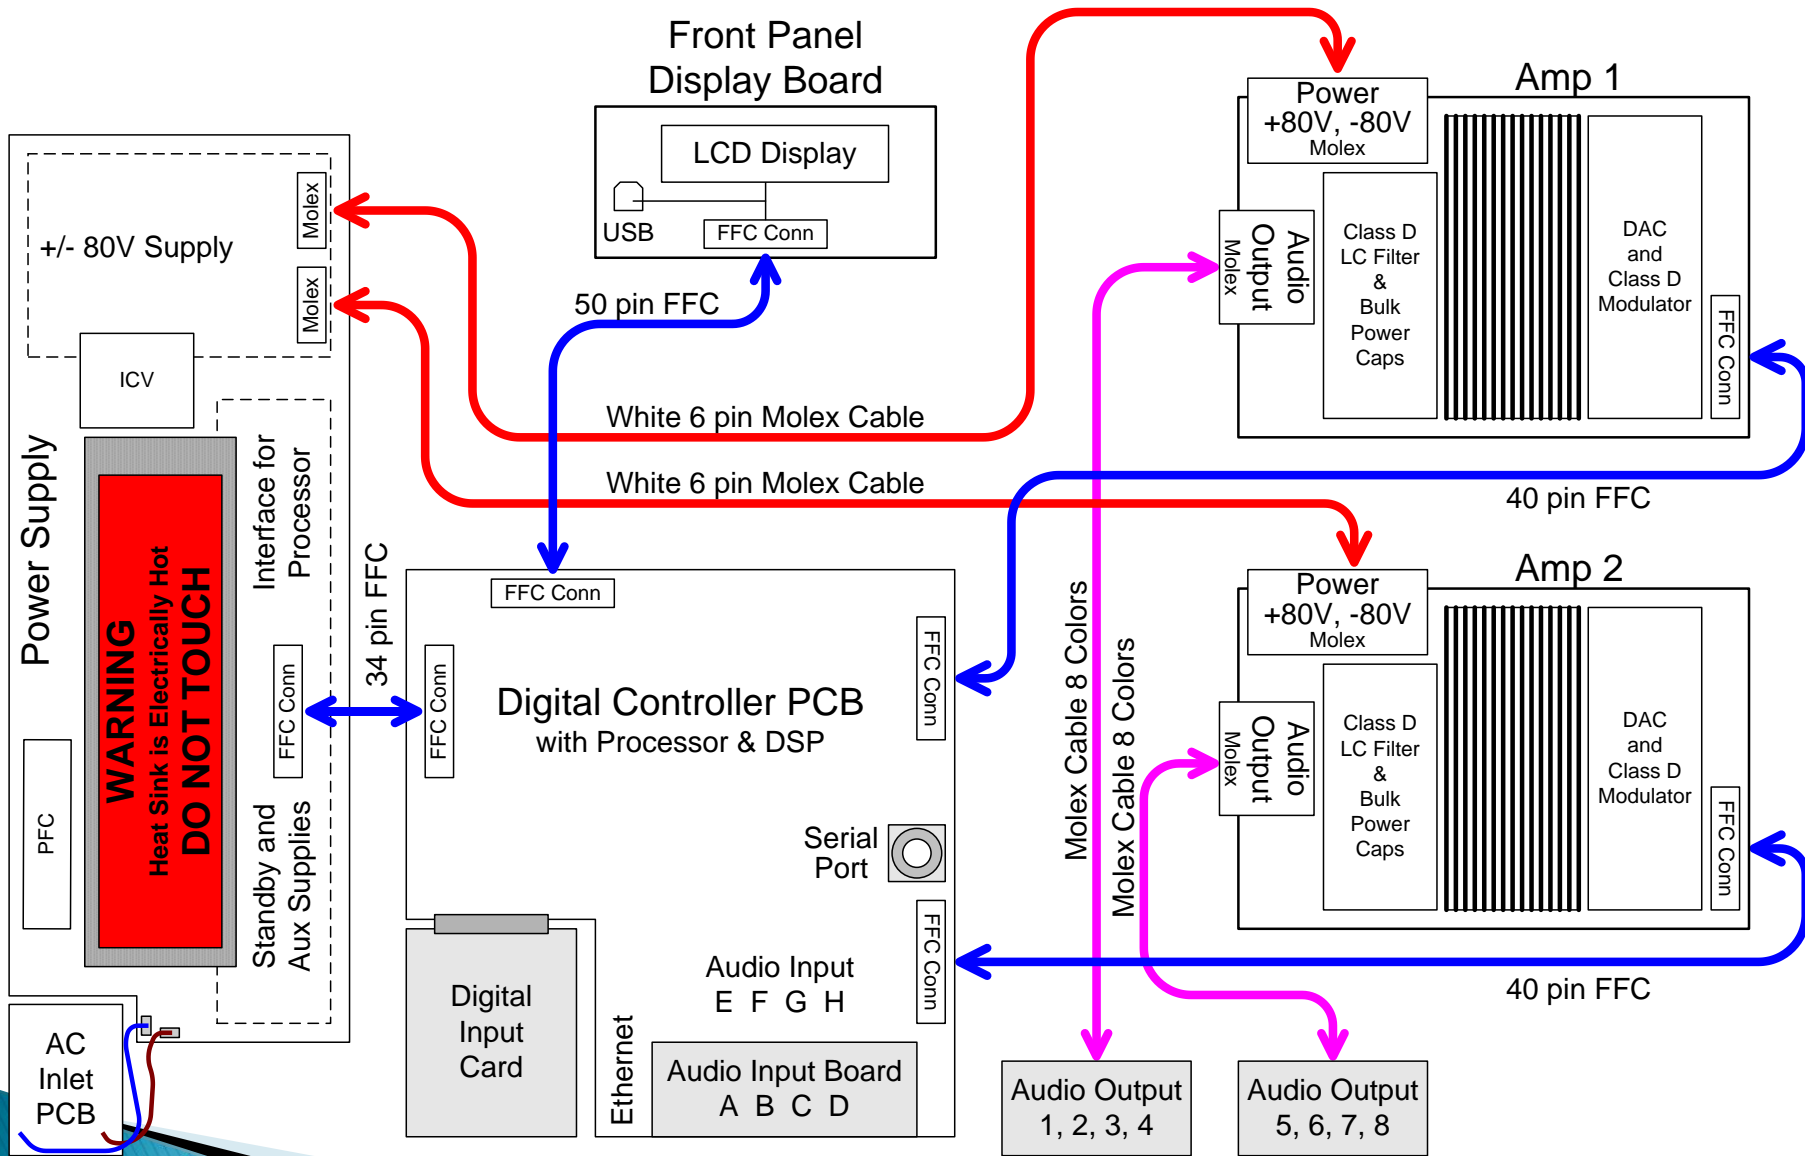 Front Panel
Display Board
LCD Display
USB
FFC Conn
50 pin FFC
Amp 1
Power
+80V, -80V
Molex
Audio
Output
Molex
Class D
LC Filter
&
Bulk
Power
Caps
DAC
and
Class D
Modulator
FFC Conn
40 pin FFC
+/- 80V Supply
Molex
Molex
ICV
Power Supply
Interface for
Processor
WARNING
Heat Sink is Electrically Hot
DO NOT TOUCH
FFC Conn
PFC
Standby and
Aux Supplies
AC
Inlet
PCB
White 6 pin Molex Cable
White 6 pin Molex Cable
34 pin FFC
FFC Conn
FFC Conn
FFC Conn
Digital Controller PCB
with Processor & DSP
Serial
Port
FFC Conn
Audio Input
E F G H
Digital
Input
Card
Ethernet
Audio Input Board
A B C D
Molex Cable 8 Colors
Molex Cable 8 Colors
Amp 2
Power
+80V, -80V
Molex
Audio
Output
Molex
Class D
LC Filter
&
Bulk
Power
Caps
DAC
and
Class D
Modulator
FFC Conn
40 pin FFC
Audio Output
1, 2, 3, 4
Audio Output
5, 6, 7, 8